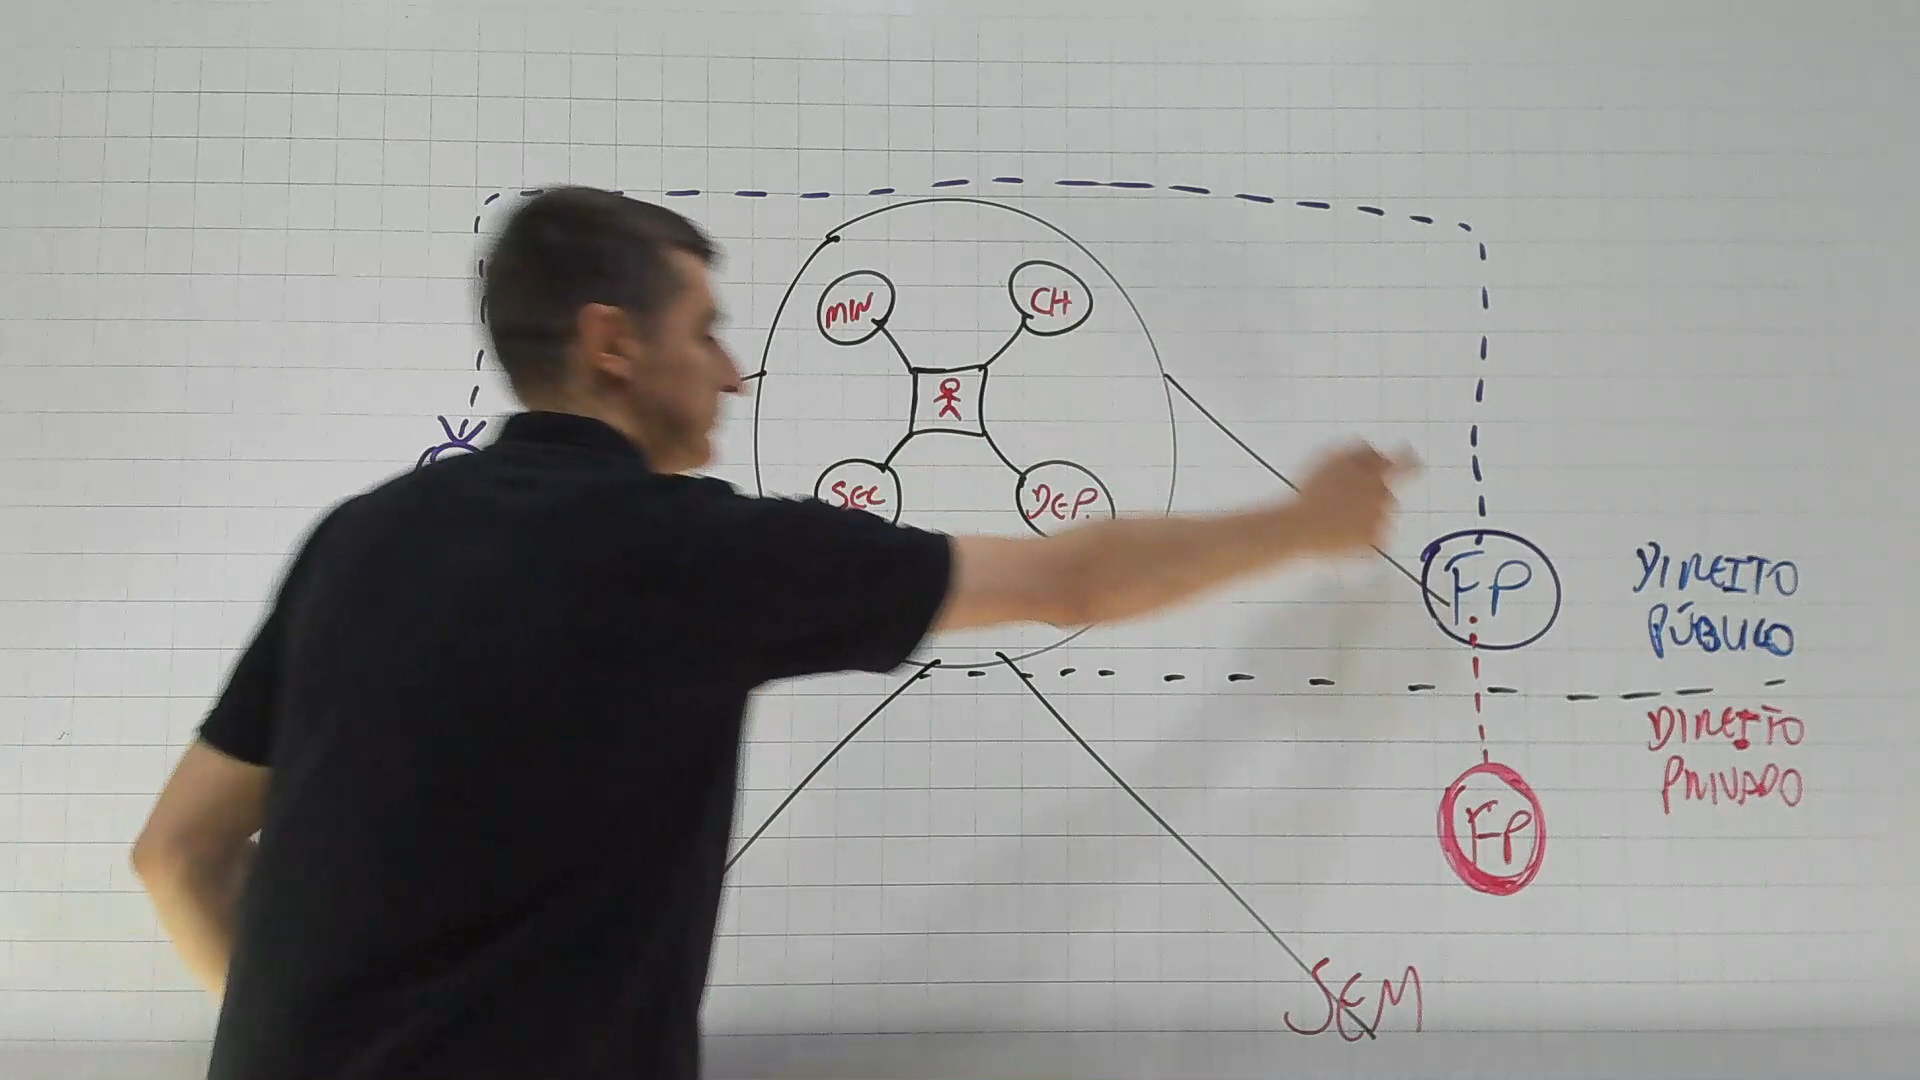 MIN
CH
SEC
DEP.
FP
DIREITO
PÚBLICO
DIREITO
PRIVADO
FP
SEM